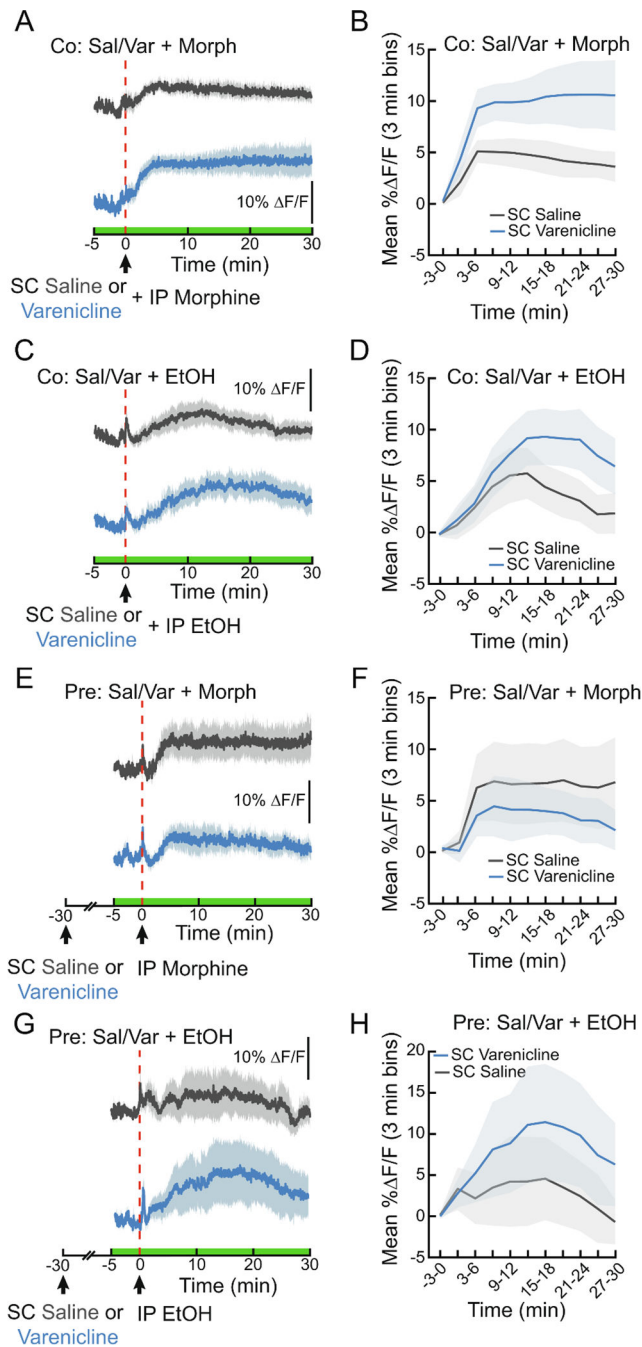 A
Co: Sal/Var + Morph
10% ΔF/F
-5 0 10 20 30
Time (min)
SC Saline or
Varenicline
+ IP Morphine
B
Co: Sal/Var + Morph
Mean %ΔF/F (3 min bins)
15
10
5
0
-5
SC Saline
SC Varenicline
-3-0 3-6 9-12 15-18 21-24 27-30
Time (min)
C
Co: Sal/Var + EtOH
10% ΔF/F
-5 0 10 20 30
Time (min)
SC Saline or
Varenicline
+ IP EtOH
D
Co: Sal/Var + EtOH
Mean %ΔF/F (3 min bins)
15
10
5
0
-5
SC Saline
SC Varenicline
-3-0 3-6 9-12 15-18 21-24 27-30
Time (min)
E
Pre: Sal/Var + Morph
10% ΔF/F
-30 -5 0 10 20 30
Time (min)
SC Saline or
Varenicline
IP Morphine
F
Pre: Sal/Var + Morph
Mean %ΔF/F (3 min bins)
15
10
5
0
-5
SC Saline
SC Varenicline
-3-0 3-6 9-12 15-18 21-24 27-30
Time (min)
G
Pre: Sal/Var + EtOH
10% ΔF/F
-30 -5 0 10 20 30
Time (min)
SC Saline or
Varenicline
IP EtOH
H
Pre: Sal/Var + EtOH
Mean %ΔF/F (3 min bins)
20
15
10
5
0
-5
SC Varenicline
SC Saline
-3-0 3-6 9-12 15-18 21-24 27-30
Time (min)